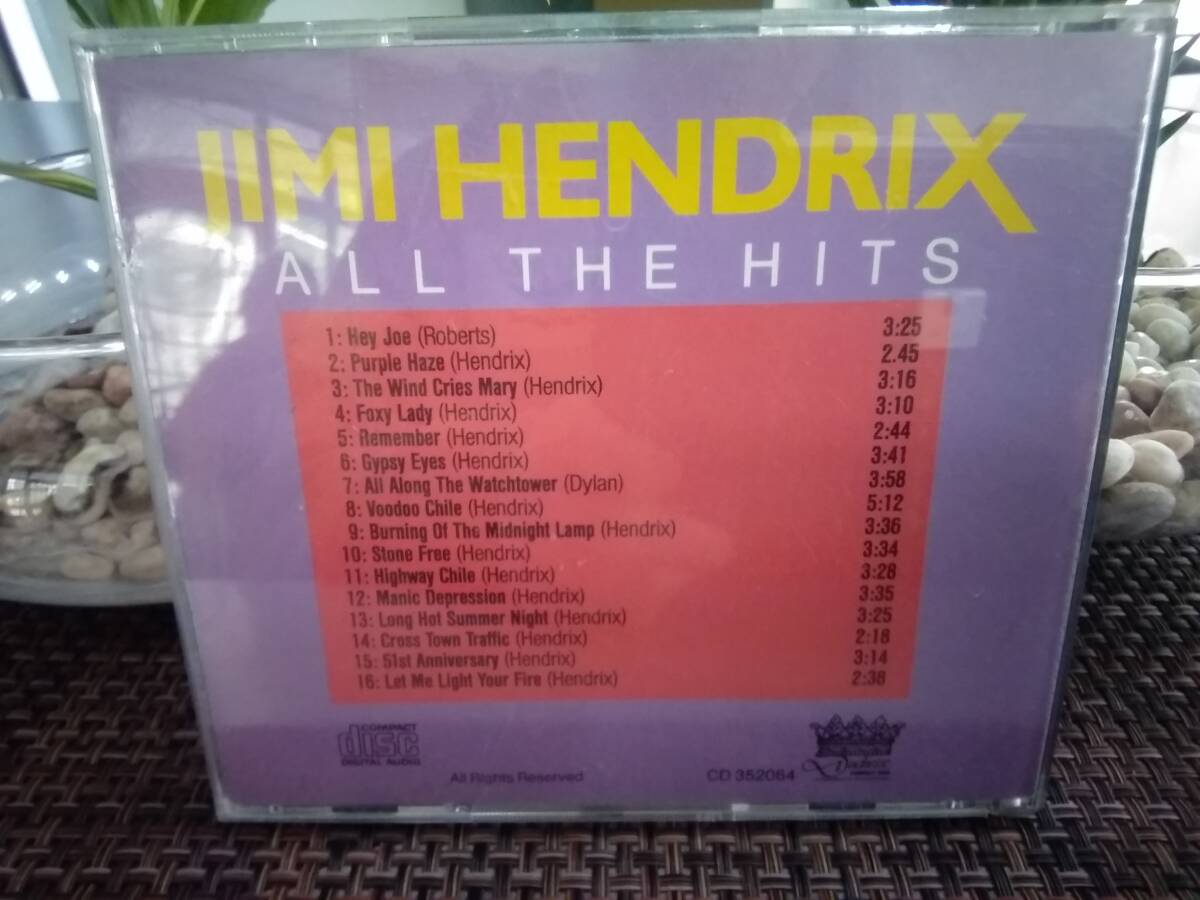 JIMI HENDRIX
ALL THE HITS
1: Hey Joe (Roberts) 3:25
2: Purple Haze (Hendrix) 2.45
3: The Wind Cries Mary (Hendrix) 3:16
4: Foxy Lady (Hendrix) 3:10
5: Remember (Hendrix) 2:44
6: Gypsy Eyes (Hendrix) 3:41
7: All Along The Watchtower (Dylan) 3:58
8: Voodoo Chile (Hendrix) 5:12
9: Burning Of The Midnight Lamp (Hendrix) 3:36
10: Stone Free (Hendrix) 3:34
11: Highway Chile (Hendrix) 3:28
12: Manic Depression (Hendrix) 3:35
13: Long Hot Summer Night (Hendrix) 3:25
14: Cross Town Traffic (Hendrix) 2:18
15: 51st Anniversary (Hendrix) 3:14
16: Let Me Light Your Fire (Hendrix) 2:38
COMPACT
disc
DIGITAL AUDIO
All Rights Reserved
CD 352064